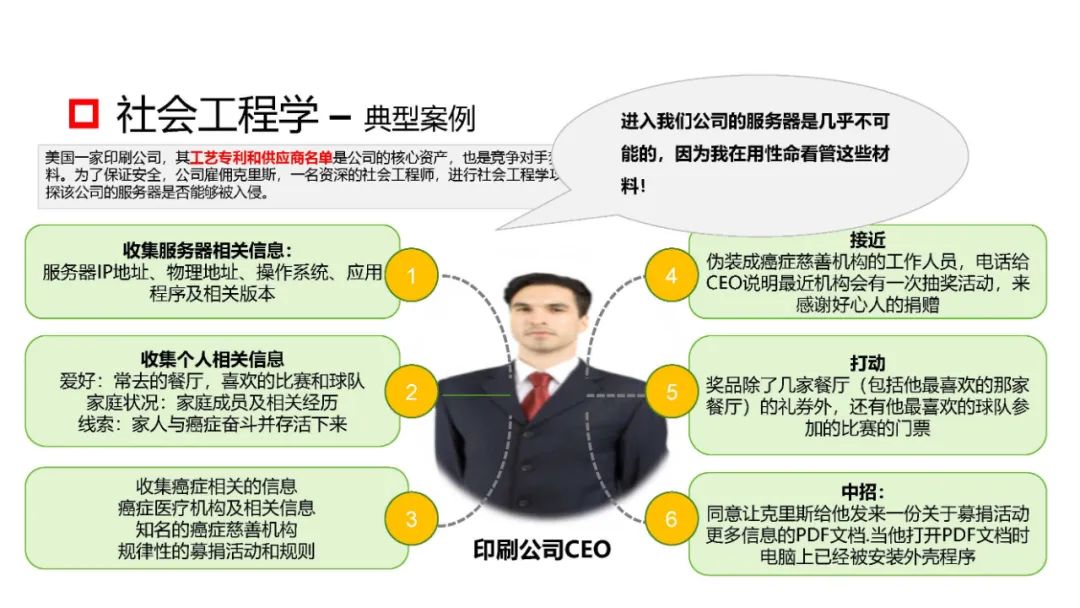 社会工程学 – 典型案例
进入我们公司的服务器是几乎不可
能的，因为我在用性命看管这些材
料！
美国一家印刷公司，其工艺专利和供应商名单是公司的核心资产，也是竞争对手
料。为了保证安全，公司雇佣克里斯，一名资深的社会工程师，进行社会工程学
探该公司的服务器是否能够被入侵。
收集服务器相关信息：
服务器IP地址、物理地址、操作系统、应用
程序及相关版本
1
收集个人相关信息
爱好：常去的餐厅，喜欢的比赛和球队
家庭状况：家庭成员及相关经历
线索：家人与癌症奋斗并存活下来
2
收集癌症相关的信息
癌症医疗机构及相关信息
知名的癌症慈善机构
规律性的募捐活动和规则
3
印刷公司CEO
4
接近
伪装成癌症慈善机构的工作人员，电话给
CEO说明最近机构会有一次抽奖活动，来
感谢好心人的捐赠
5
打动
奖品除了几家餐厅（包括他最喜欢的那家
餐厅）的礼券外，还有他最喜欢的球队参
加的比赛的门票
6
中招：
同意让克里斯给他发来一份关于募捐活动
更多信息的PDF文档.当他打开PDF文档时
电脑上已经被安装外壳程序